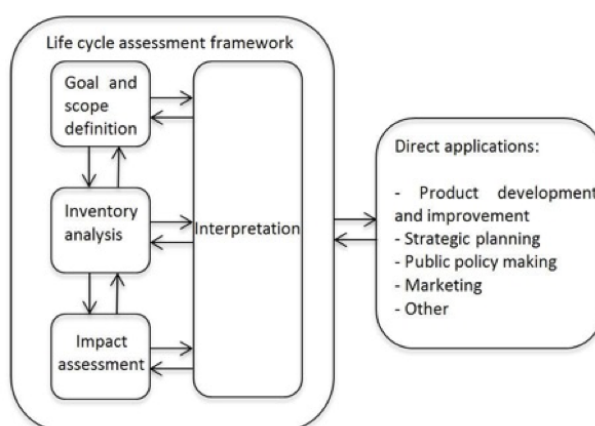 Life cycle assessment framework
Goal and
scope
definition
Inventory
analysis
Impact
assessment
Interpretation
Direct applications:
- Product development
and improvement
- Strategic planning
- Public policy making
- Marketing
- Other